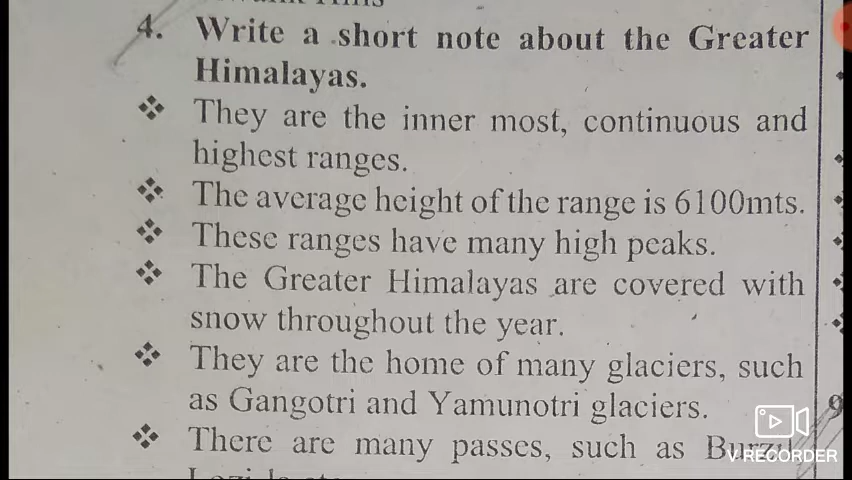 4. Write a short note about the Greater
Himalayas.
❖ They are the inner most, continuous and
highest ranges.
❖ The average height of the range is 6100mts.
❖ These ranges have many high peaks.
❖ The Greater Himalayas are covered with
snow throughout the year.
❖ They are the home of many glaciers, such
as Gangotri and Yamunotri glaciers.
❖ There are many passes, such as
9
V RECORDER